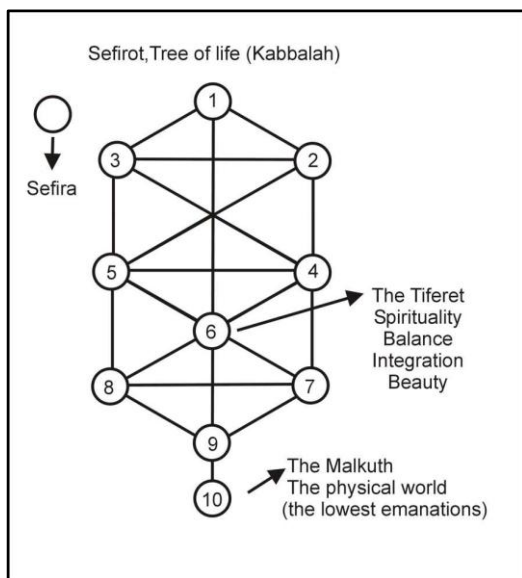 Sefirot,Tree of life (Kabbalah)
1
Sefira
3
2
5
4
6
The Tiferet
Spirituality
Balance
Integration
Beauty
8
7
9
10
The Malkuth
The physical world
(the lowest emanations)